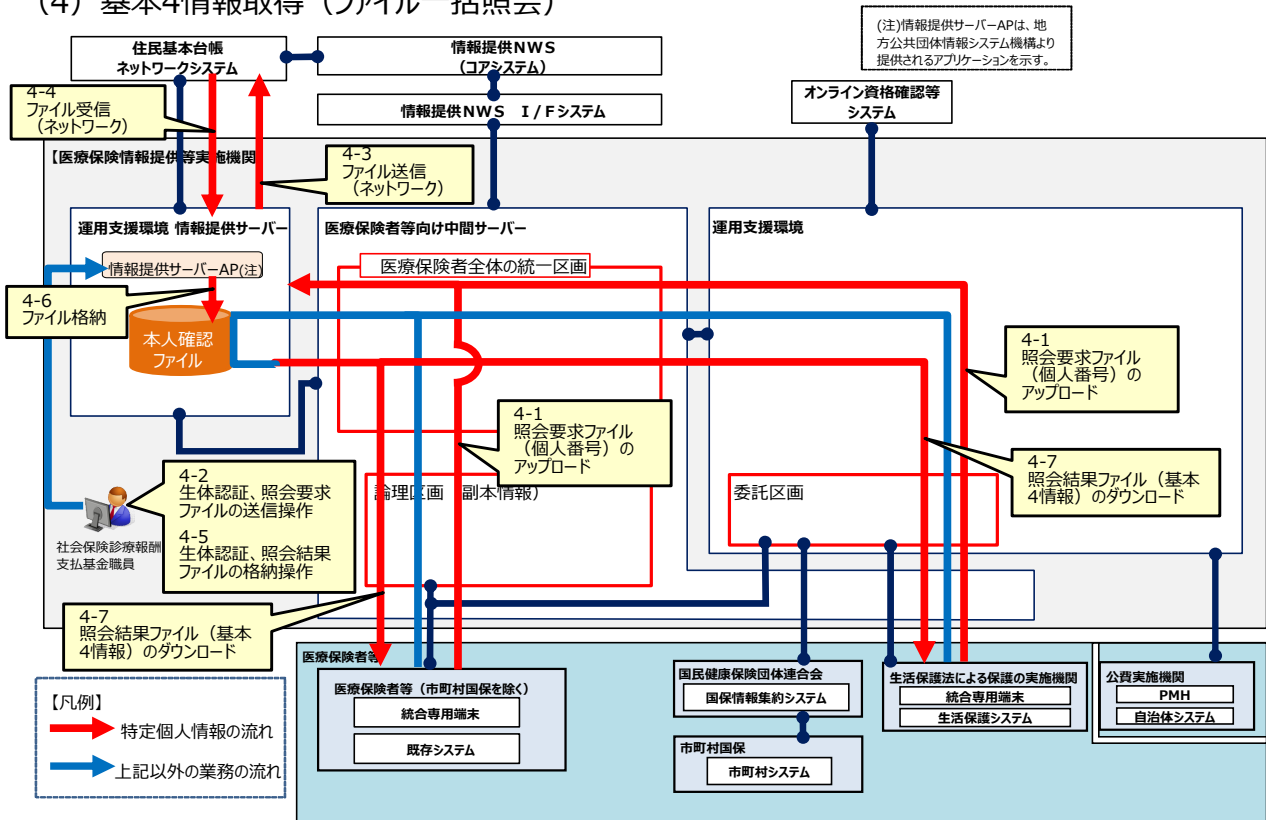 （4）基本4情報取得（ファイル一括照会）
(注)情報提供サーバーAPは、地
方公共団体情報システム機構より
提供されるアプリケーションを示す。
住民基本台帳
ネットワークシステム
情報提供NWS
（コアシステム）
情報提供NWS Ｉ/Ｆシステム
オンライン資格確認等
システム
4-4
ファイル受信
（ネットワーク）
4-3
ファイル送信
（ネットワーク）
【医療保険情報提供等実施機関
運用支援環境 情報提供サーバー
医療保険者等向け中間サーバー
運用支援環境
情報提供サーバーAP(注)
医療保険者全体の統一区画
4-6
ファイル格納
本人確認
ファイル
4-1
照会要求ファイル
（個人番号）の
アップロード
4-1
照会要求ファイル
（個人番号）の
アップロード
4-7
照会結果ファイル（基本
4情報）のダウンロード
論理区画 副本情報）
委託区画
4-2
生体認証、照会要求
ファイルの送信操作
4-5
生体認証、照会結果
ファイルの格納操作
社会保険診療報酬
支払基金職員
4-7
照会結果ファイル（基本
4情報）のダウンロード
医療保険者等
医療保険者等（市町村国保を除く）
統合専用端末
既存システム
国民健康保険団体連合会
国保情報集約システム
市町村国保
市町村システム
生活保護法による保護の実施機関
統合専用端末
生活保護システム
公費実施機関
PMH
自治体システム
【凡例】
特定個人情報の流れ
上記以外の業務の流れ